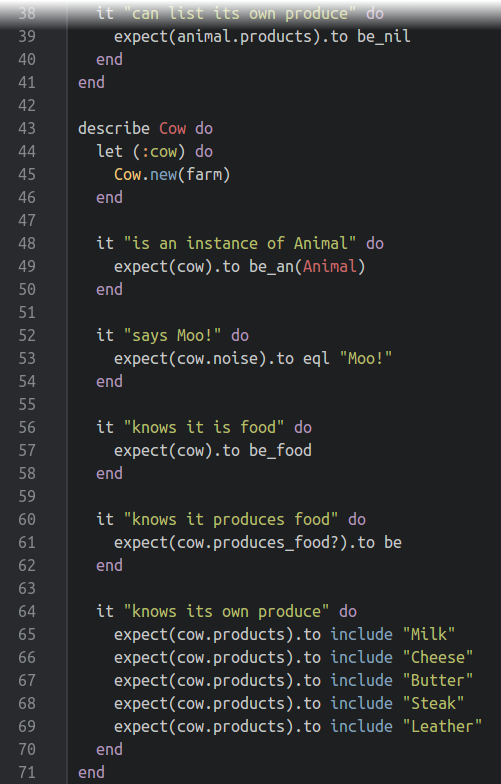 38 it "can list its own produce" do
39 expect(animal.products).to be_nil
40 end
41 end
42
43 describe Cow do
44 let (:cow) do
45 Cow.new(farm)
46 end
47
48 it "is an instance of Animal" do
49 expect(cow).to be_an(Animal)
50 end
51
52 it "says Moo!" do
53 expect(cow.noise).to eql "Moo!"
54 end
55
56 it "knows it is food" do
57 expect(cow).to be_food
58 end
59
60 it "knows it produces food" do
61 expect(cow.produces_food?).to be
62 end
63
64 it "knows its own produce" do
65 expect(cow.products).to include "Milk"
66 expect(cow.products).to include "Cheese"
67 expect(cow.products).to include "Butter"
68 expect(cow.products).to include "Steak"
69 expect(cow.products).to include "Leather"
70 end
71 end